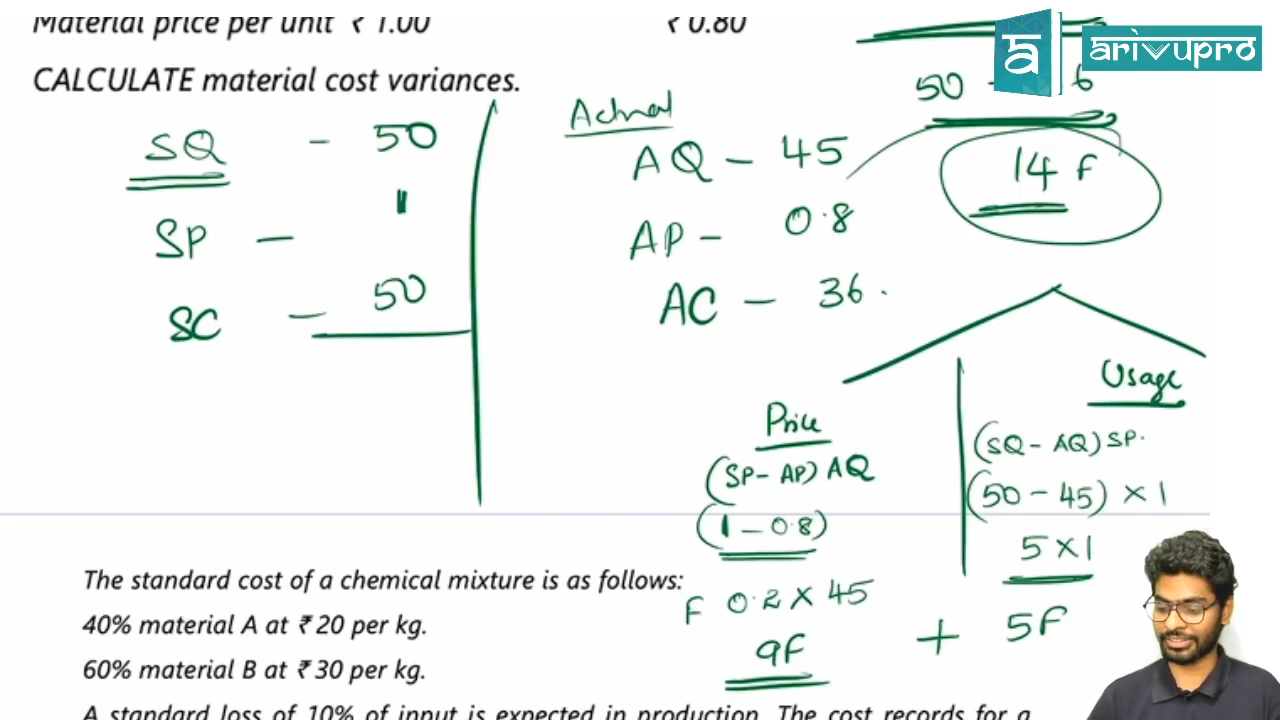 Material price per unit ₹ 1.00 ₹ 0.80
arivupro
CALCULATE material cost variances.
50 - 6
SQ - 50
Actual
AQ - 45
14 F
1
SP -
AP - 0.8
SC - 50
AC - 36.
Usage
Price
(SQ - AQ) SP.
(SP - AP) AQ
(50 - 45) × 1
(1 - 0.8)
5 × 1
The standard cost of a chemical mixture is as follows:
F 0.2 × 45
40% material A at ₹ 20 per kg.
+ 5F
9F
60% material B at ₹ 30 per kg.
A standard loss of 10% of input is expected in production. The cost records for a